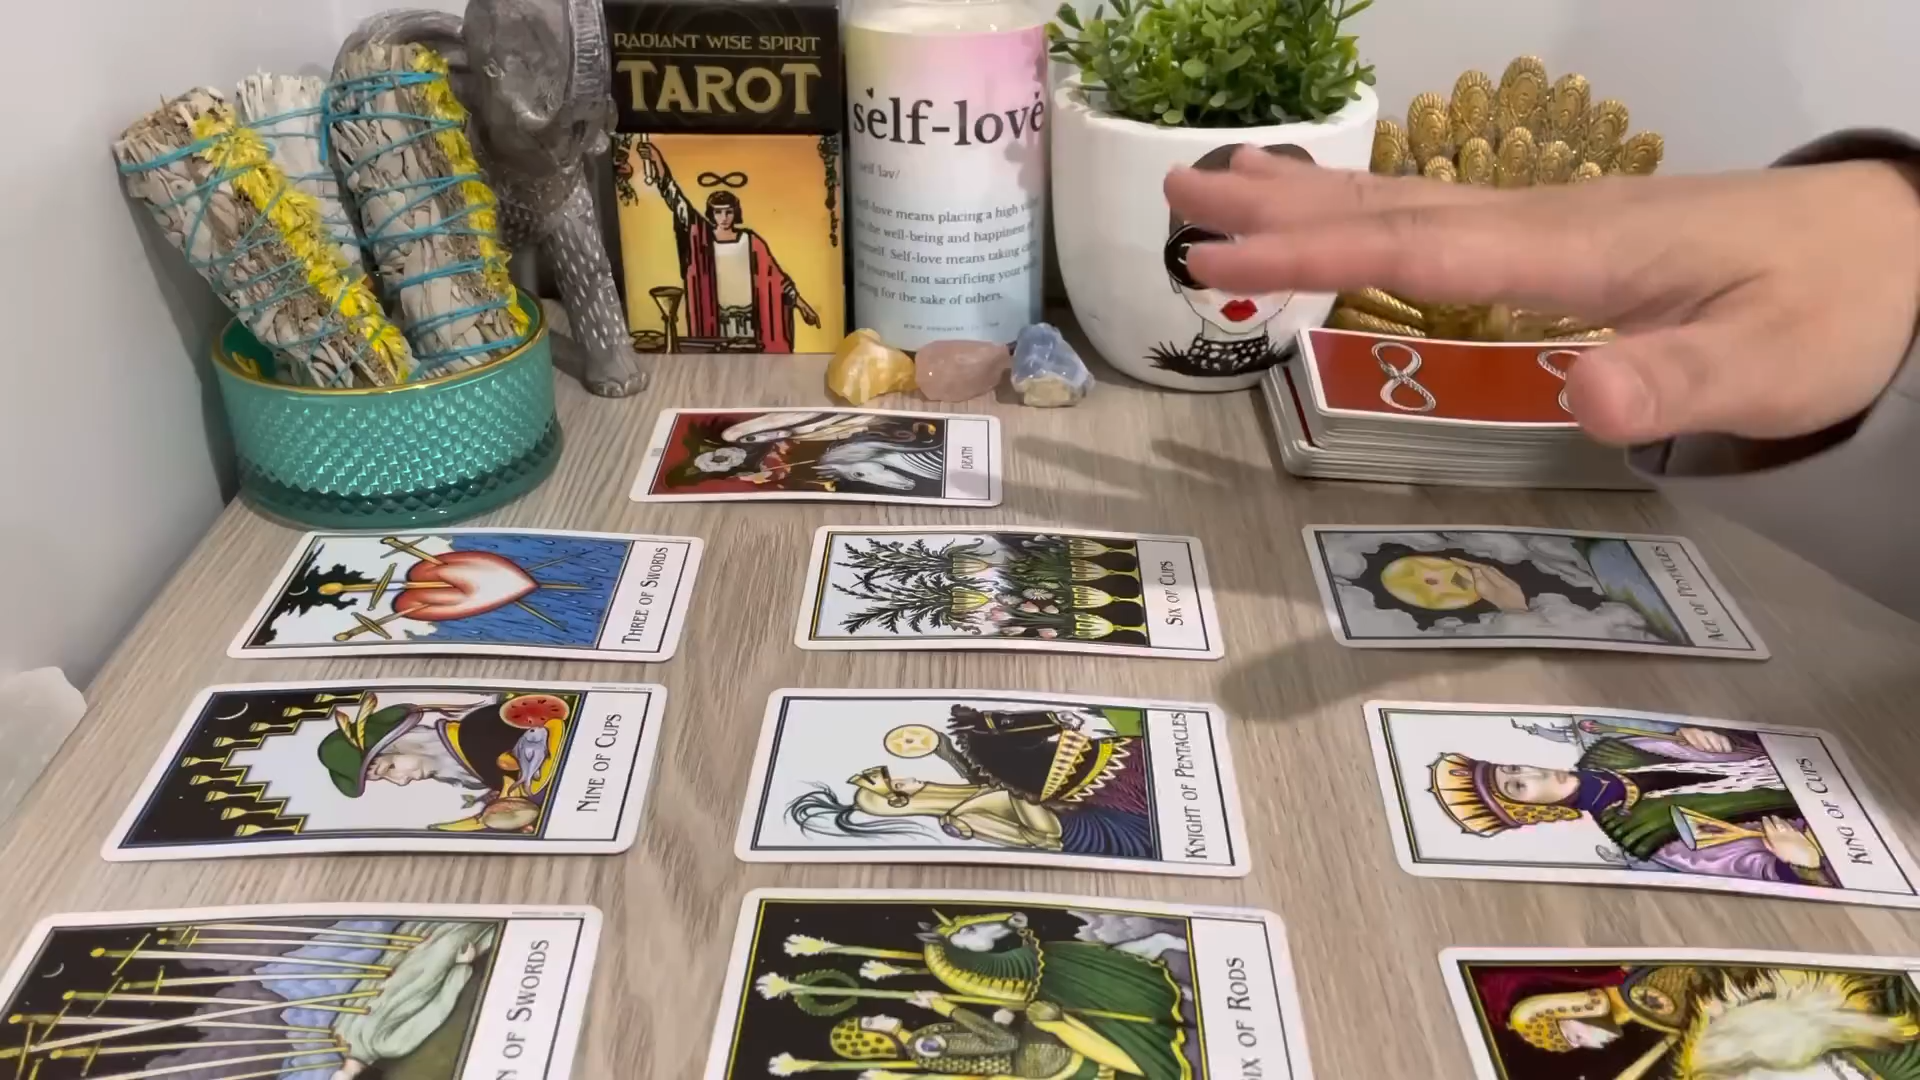 RADIANT WISE SPIRIT
TAROT
self-love
self-love means placing a high
the well-being and happiness
Self-love means taking
yourself, not sacrificing your
being for the sake of others.
DEATH
THREE OF SWORDS
SIX OF CUPS
ACE OF PENTACLES
NINE OF CUPS
KNIGHT OF PENTACLES
KING OF CUPS
N OF SWORDS
SIX OF RODS